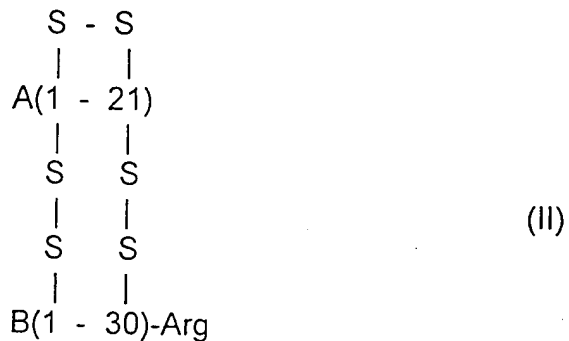 S - S
| |
A(1 - 21)
| |
S S
| | (II)
S S
| |
B(1 - 30)-Arg